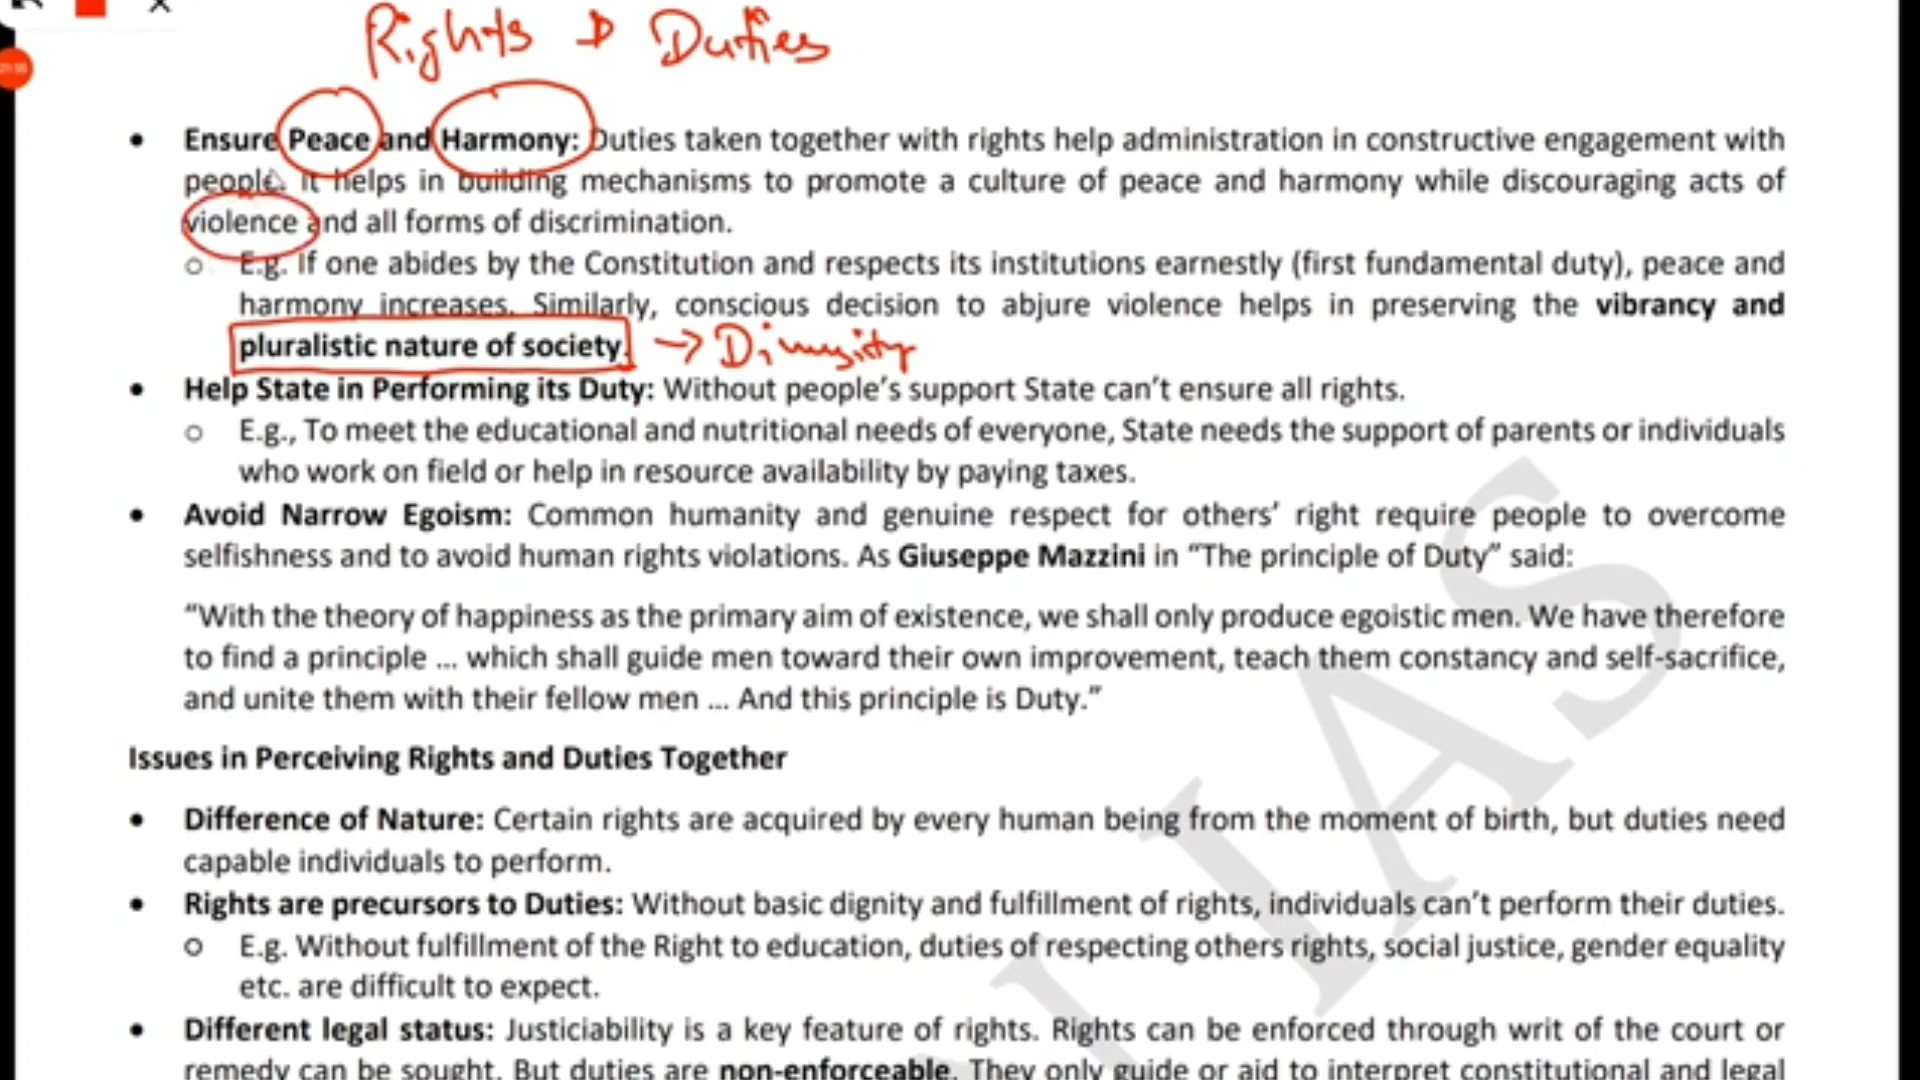 Rights & Duties
• Ensure Peace and Harmony: Duties taken together with rights help administration in constructive engagement with
people. It helps in building mechanisms to promote a culture of peace and harmony while discouraging acts of
violence and all forms of discrimination.
o E.g. If one abides by the Constitution and respects its institutions earnestly (first fundamental duty), peace and
harmony increases. Similarly, conscious decision to abjure violence helps in preserving the vibrancy and
pluralistic nature of society. → Diversity
• Help State in Performing its Duty: Without people’s support State can’t ensure all rights.
o E.g., To meet the educational and nutritional needs of everyone, State needs the support of parents or individuals
who work on field or help in resource availability by paying taxes.
• Avoid Narrow Egoism: Common humanity and genuine respect for others’ right require people to overcome
selfishness and to avoid human rights violations. As Giuseppe Mazzini in “The principle of Duty” said:
“With the theory of happiness as the primary aim of existence, we shall only produce egoistic men. We have therefore
to find a principle ... which shall guide men toward their own improvement, teach them constancy and self-sacrifice,
and unite them with their fellow men ... And this principle is Duty.”
Issues in Perceiving Rights and Duties Together
• Difference of Nature: Certain rights are acquired by every human being from the moment of birth, but duties need
capable individuals to perform.
• Rights are precursors to Duties: Without basic dignity and fulfillment of rights, individuals can’t perform their duties.
o E.g. Without fulfillment of the Right to education, duties of respecting others rights, social justice, gender equality
etc. are difficult to expect.
• Different legal status: Justiciability is a key feature of rights. Rights can be enforced through writ of the court or
remedy can be sought. But duties are non-enforceable. They only guide or aid to interpret constitutional and legal
IAS